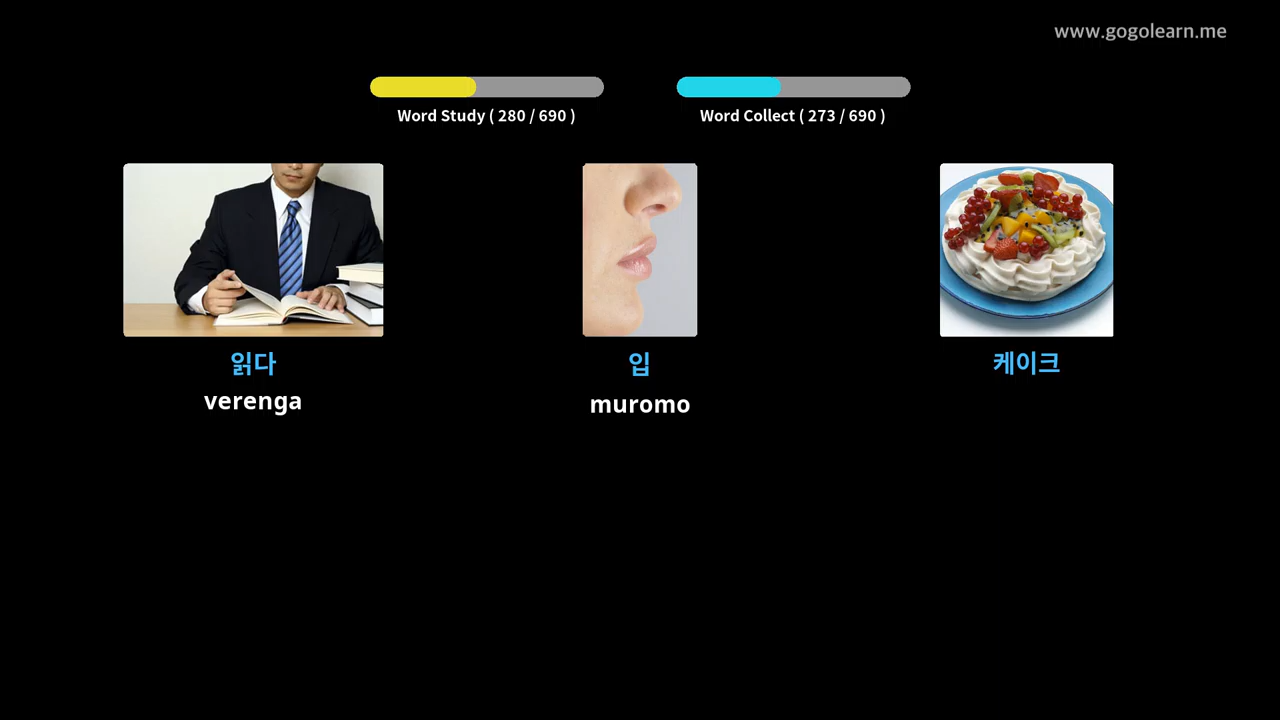 www.gogolearn.me
Word Study ( 280 / 690 )
Word Collect ( 273 / 690 )
읽다
입
케이크
verenga
muromo